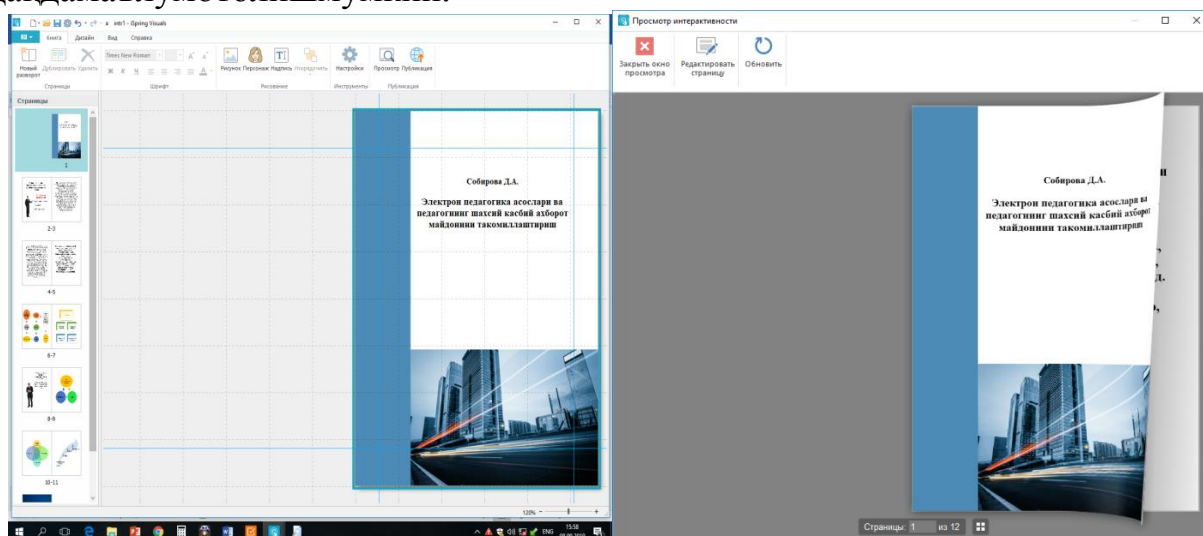 intr1 - iSpring Visuals
Книга Дизайн Вид Справка
Новый разворот
Дублировать
Удалить
Times New Roman
Рисунок Персонаж Надпись Упорядочить
Настройки
Просмотр Публикация
Страницы
Шрифт
Рисование
Инструменты
Публикация
Страницы
1
2-3
4-5
6-7
8-9
10-11
Собирова Д.А.
Электрон педагогика асослари ва
педагогнинг шахсий касбий ахборот
майдонини такомиллаштириш
120%
ENG
15:58
Просмотр интерактивности
Закрыть окно
просмотра
Редактировать
страницу
Обновить
Собирова Д.А.
Электрон педагогика асослари ва
педагогнинг шахсий касбий ахборот
майдонини такомиллаштириш
д.
Страницы: 1 из 12